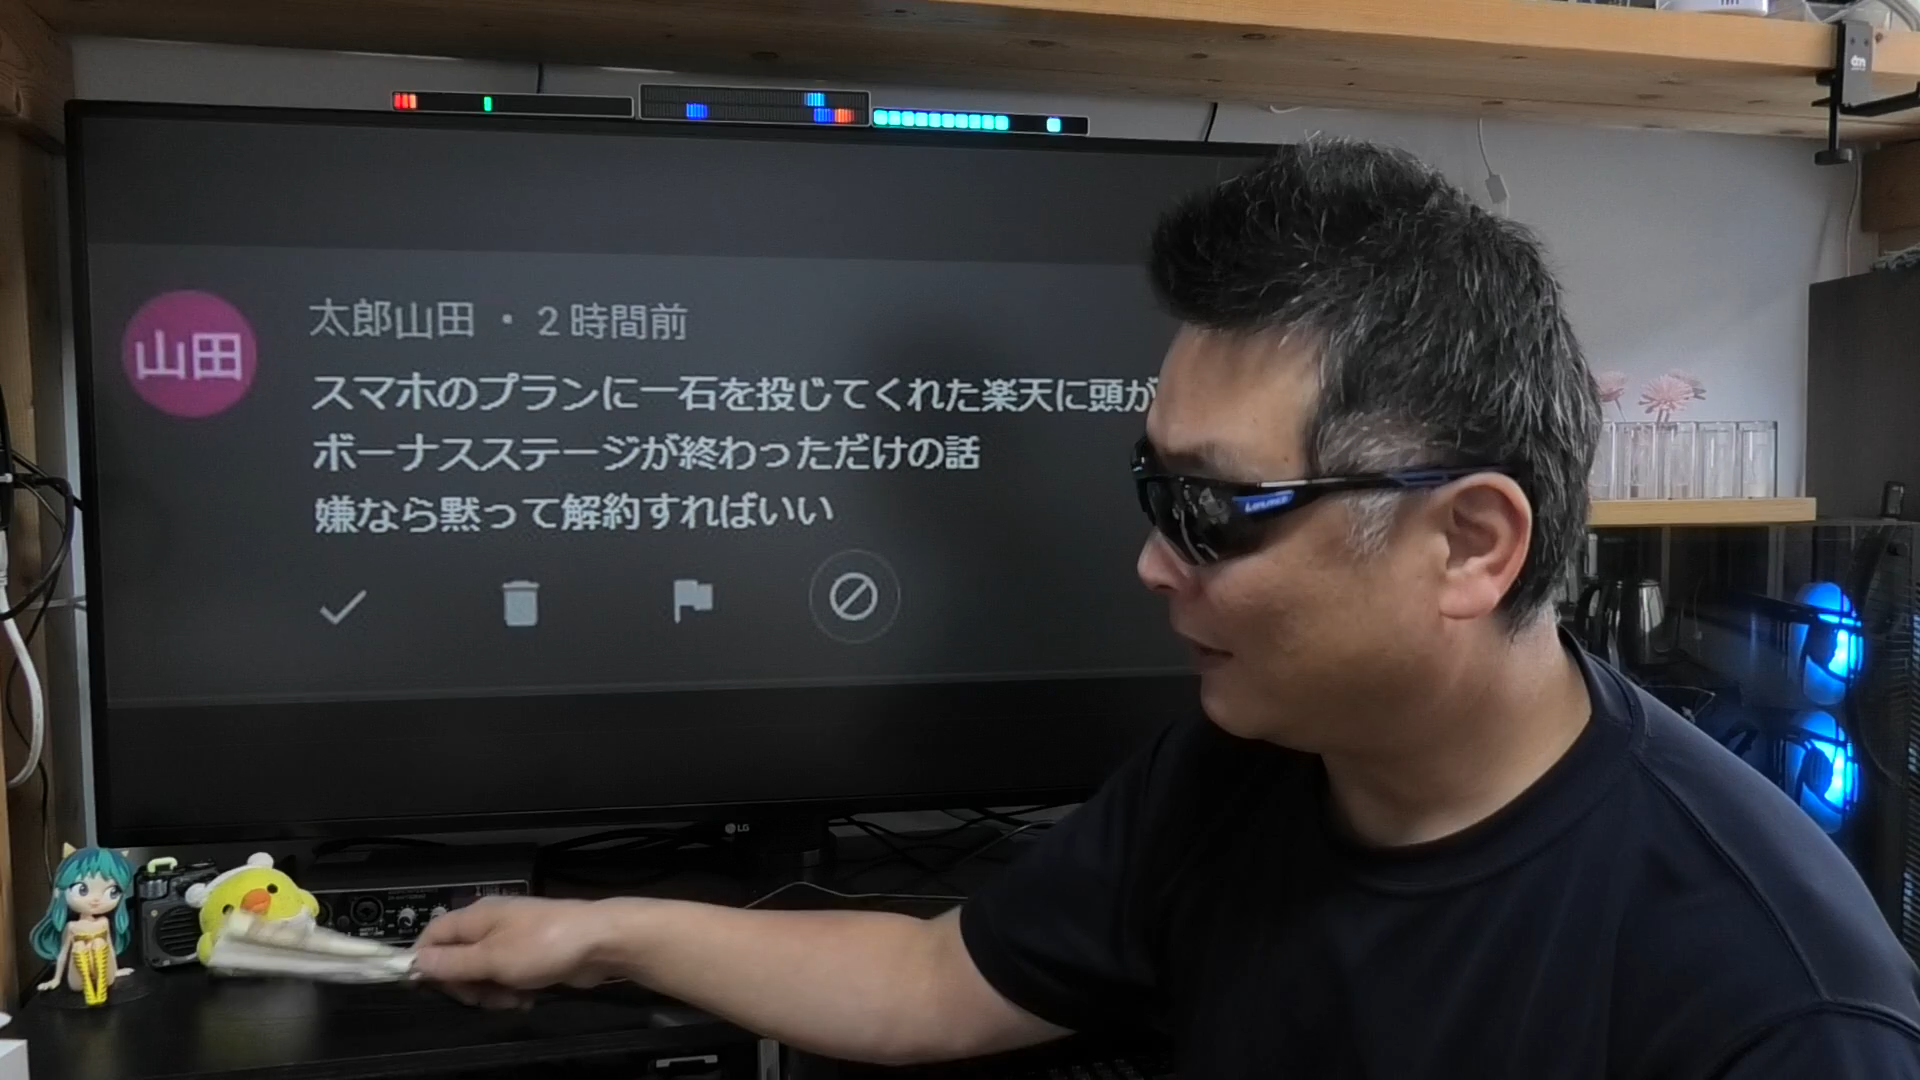 太郎山田 ・ 2 時間前
山田
スマホのプランに一石を投じてくれた楽天に頭が
ボーナスステージが終わっただけの話
嫌なら黙って解約すればいい
LG